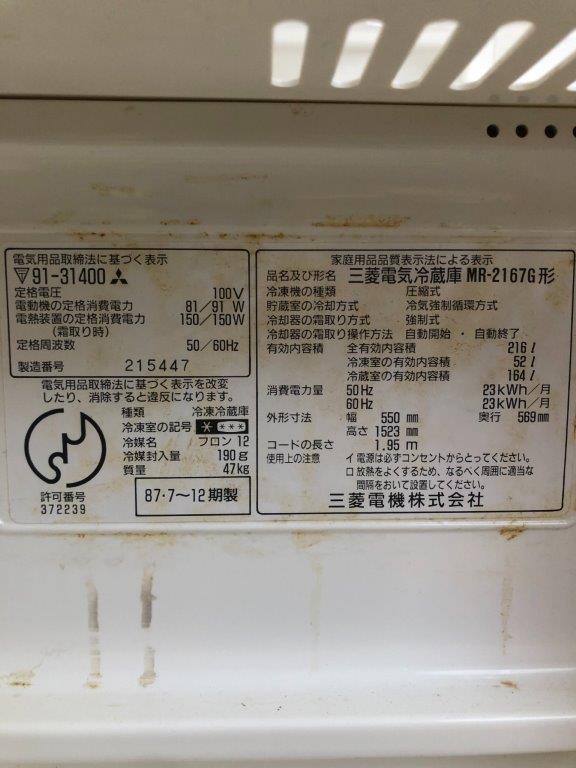 電気用品取締法に基づく表示
91-31400
定格電圧 100V
電動機の定格消費電力 81/91 W
電熱装置の定格消費電力 150/150W
(霜取り時)
定格周波数 50/60Hz
製造番号 215447
電気用品取締法に基づく表示を改変
したり、消除すると違反になります。
種類 冷凍冷蔵庫
冷凍室の記号 * ***
冷媒名 フロン 12
冷媒封入量 190g
質量 47kg
許可番号
372239
87・7〜12 期製
家庭用品品質表示法による表示
品名及び形名 三菱電気冷蔵庫 MR-2167G 形
冷凍機の種類 圧縮式
貯蔵室の冷却方式 冷気強制循環方式
冷却器の霜取り方式 強制式
冷却器の霜取り操作方法 自動開始・自動終了
有効内容積 全有効内容積 216 l
冷凍室の有効内容積 52 l
冷蔵室の有効内容積 164 l
消費電力量 50Hz 23kWh/月
60Hz 23kWh/月
外形寸法 幅 550 mm 奥行 569mm
高さ 1523 mm
コードの長さ 1.95 m
使用上の注意 イ電源は必ずコンセントからとってください。
ロ放熱をよくするため、なるべく周囲に適当な
間隔をおいて設置してください。
三菱電機株式会社